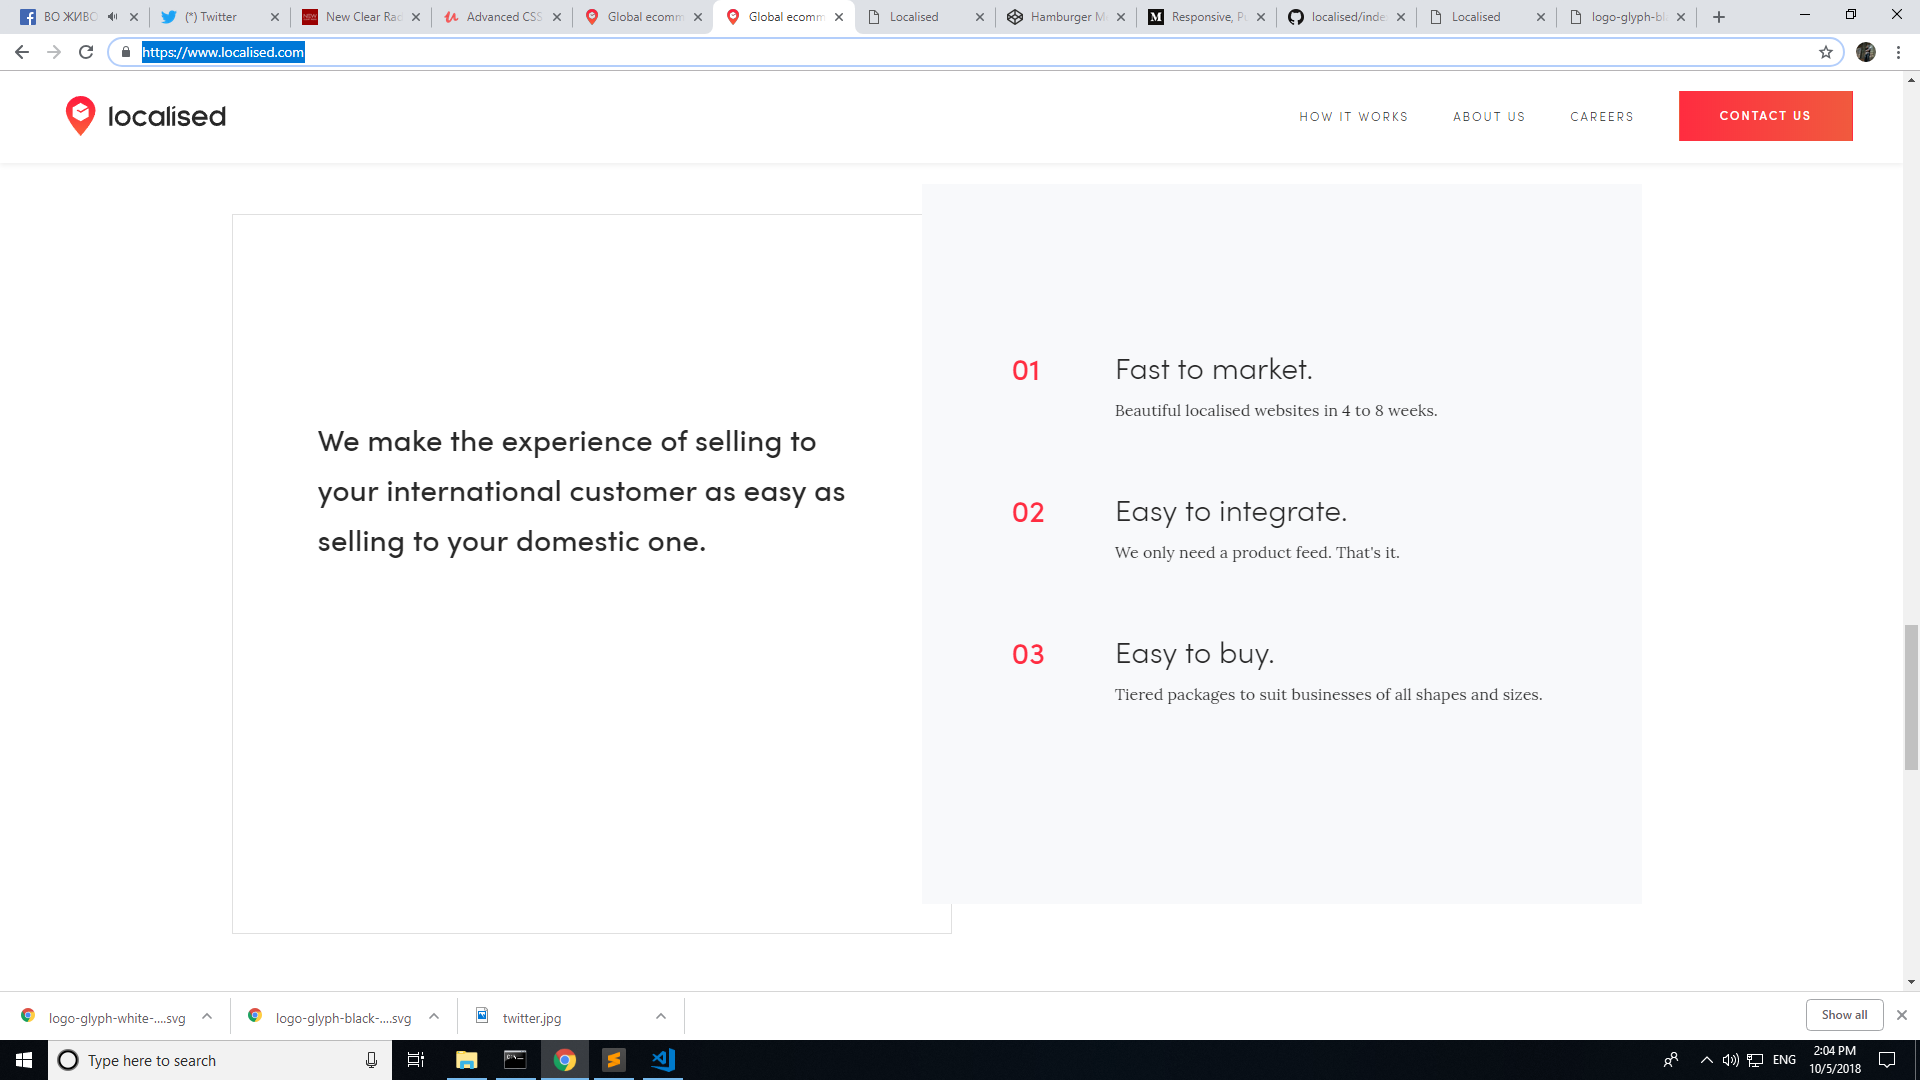 ВО ЖИВО
(*) Twitter
New Clear Rad
Advanced CSS
Global ecomm
Global ecomm
Localised
Hamburger M
Responsive, Pu
localised/inde
Localised
logo-glyph-bl
https://www.localised.com
localised
HOW IT WORKS
ABOUT US
CAREERS
CONTACT US
We make the experience of selling to
your international customer as easy as
selling to your domestic one.
01
Fast to market.
Beautiful localised websites in 4 to 8 weeks.
02
Easy to integrate.
We only need a product feed. That's it.
03
Easy to buy.
Tiered packages to suit businesses of all shapes and sizes.
logo-glyph-white-....svg
logo-glyph-black-....svg
twitter.jpg
Show all
Type here to search
ENG
2:04 PM
10/5/2018